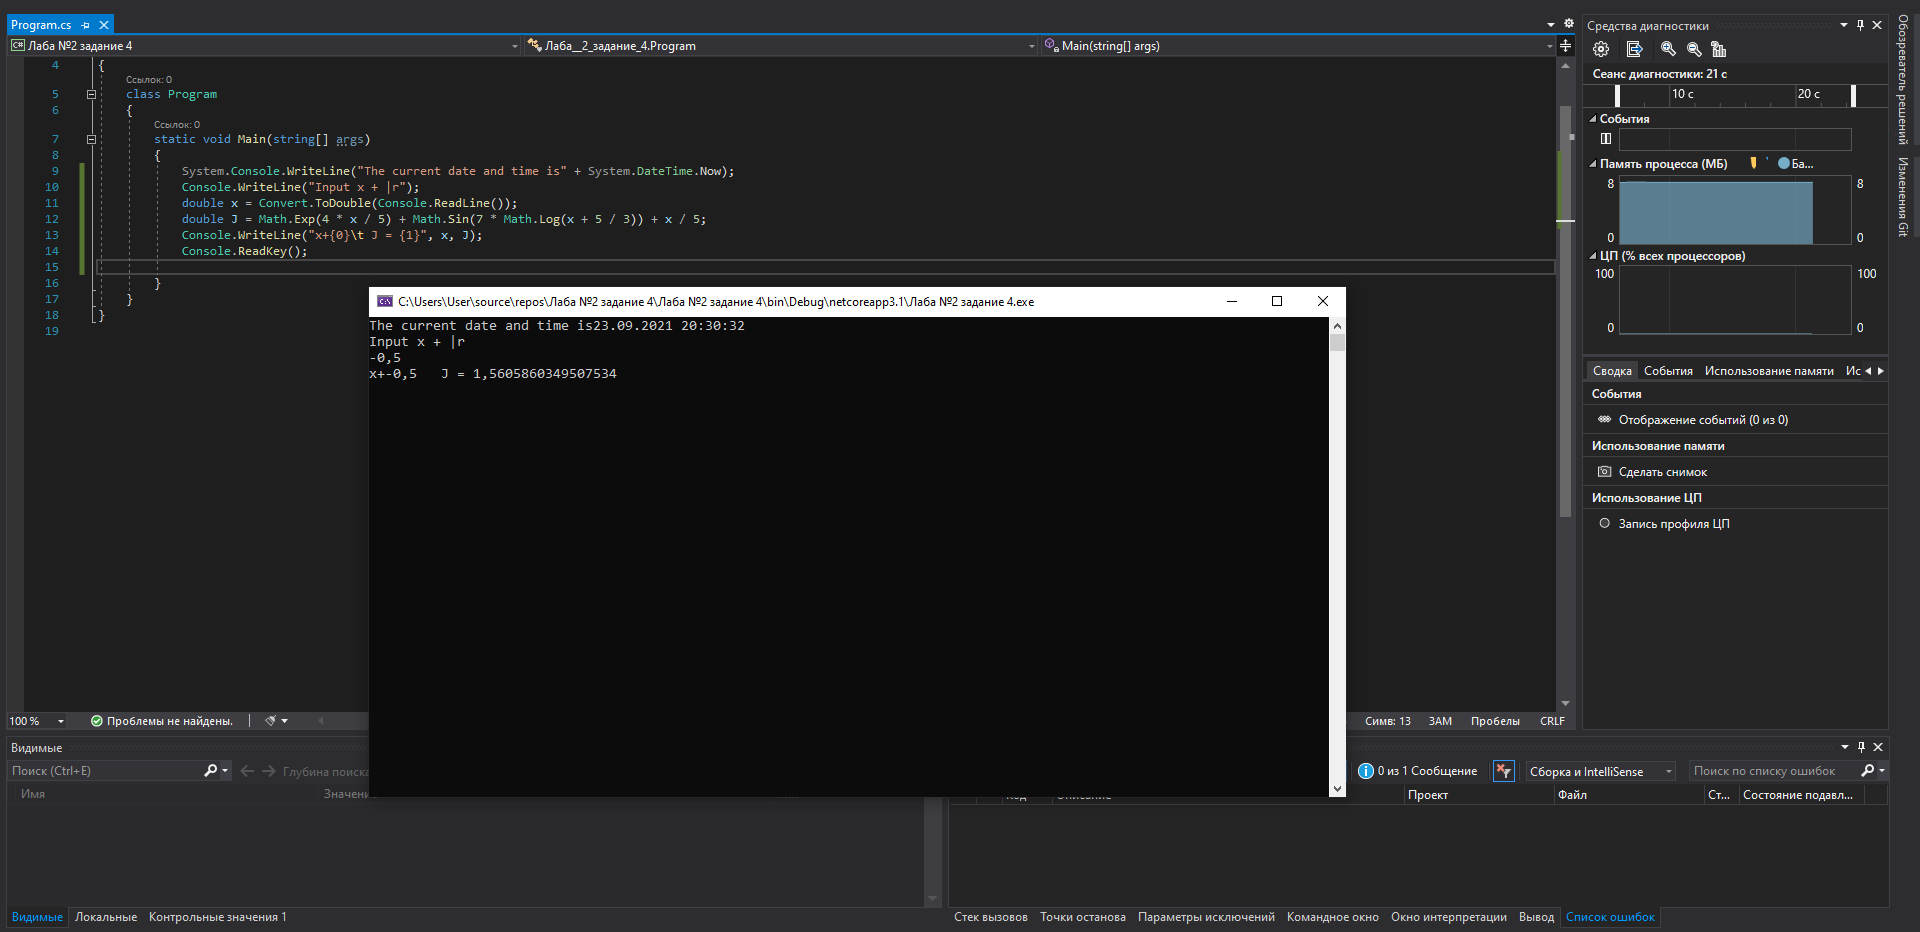 Program.cs
Лаба №2 задание 4
Лаба__2_задание_4.Program
Main(string[] args)
4 {
Ссылок: 0
5 class Program
6 {
Ссылок: 0
7 static void Main(string[] args)
8 {
9 System.Console.WriteLine("The current date and time is" + System.DateTime.Now);
10 Console.WriteLine("Input x + |r");
11 double x = Convert.ToDouble(Console.ReadLine());
12 double J = Math.Exp(4 * x / 5) + Math.Sin(7 * Math.Log(x + 5 / 3)) + x / 5;
13 Console.WriteLine("x+{0}\t J = {1}", x, J);
14 Console.ReadKey();
15
16 }
17 }
18 }
19
C:\Users\User\source\repos\Лаба №2 задание 4\Лаба №2 задание 4\bin\Debug\netcoreapp3.1\Лаба №2 задание 4.exe
The current date and time is23.09.2021 20:30:32
Input x + |r
-0,5
x+-0,5 J = 1,5605860349507534
100 %
Проблемы не найдены.
Симв: 13 ЗАМ Пробелы CRLF
Средства диагностики
Сеанс диагностики: 21 с
10 с 20 с
События
Память процесса (МБ) Ба...
8 8
0 0
ЦП (% всех процессоров)
100 100
0 0
Сводка События Использование памяти Ис
События
Отображение событий (0 из 0)
Использование памяти
Сделать снимок
Использование ЦП
Запись профиля ЦП
Обозреватель решений
Изменения Git
Видимые
Поиск (Ctrl+E)
Глубина поиска
Имя
Видимые Локальные Контрольные значения 1
0 из 1 Сообщение
Сборка и IntelliSense
Поиск по списку ошибок
Проект Файл Ст... Состояние подавл...
Стек вызовов Точки останова Параметры исключений Командное окно Окно интерпретации Вывод Список ошибок